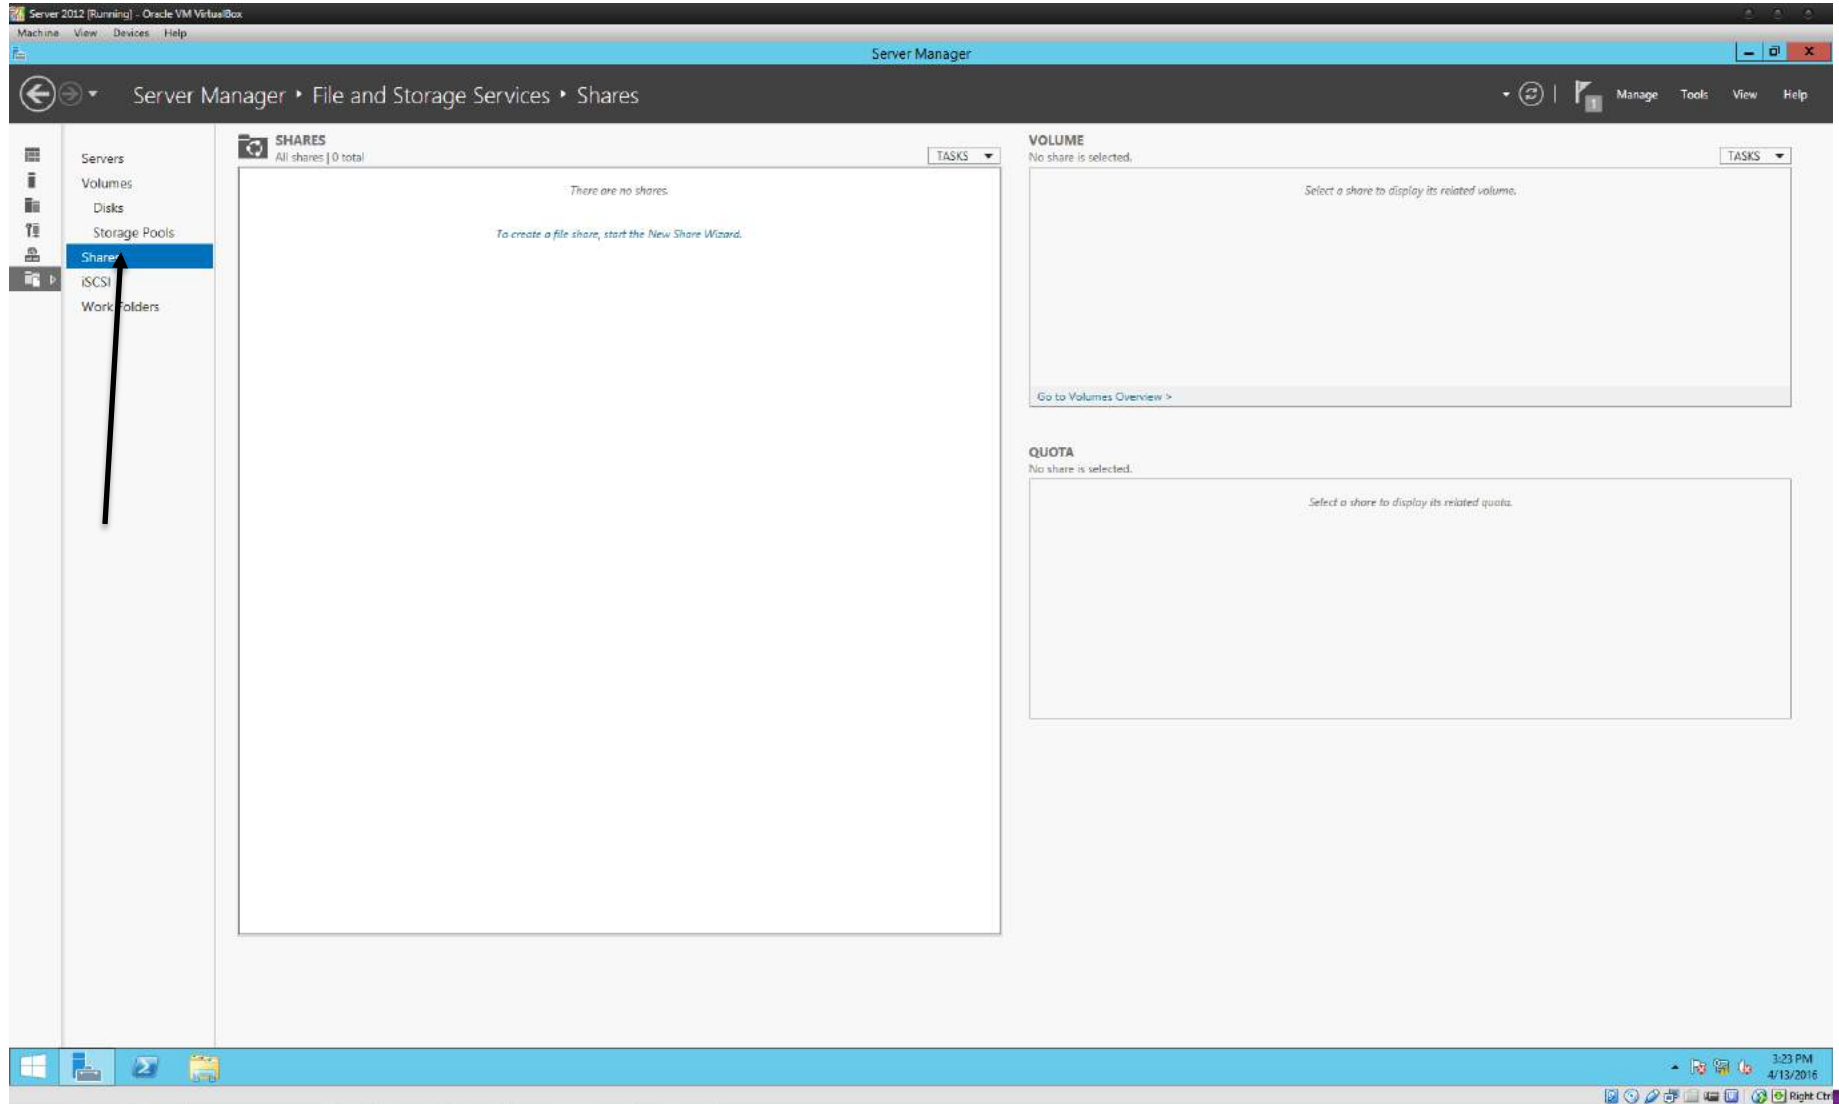 Server 2012 [Running] - Oracle VM VirtualBox
Machine View Devices Help
Server Manager
Server Manager • File and Storage Services • Shares
1 Manage Tools View Help
Servers
Volumes
Disks
Storage Pools
Shares
iSCSI
Work Folders
SHARES
All shares | 0 total
TASKS
There are no shares.
To create a file share, start the New Share Wizard.
VOLUME
No share is selected.
TASKS
Select a share to display its related volume.
Go to Volumes Overview >
QUOTA
No share is selected.
Select a share to display its related quota.
3:23 PM
4/13/2016
Right Ctrl